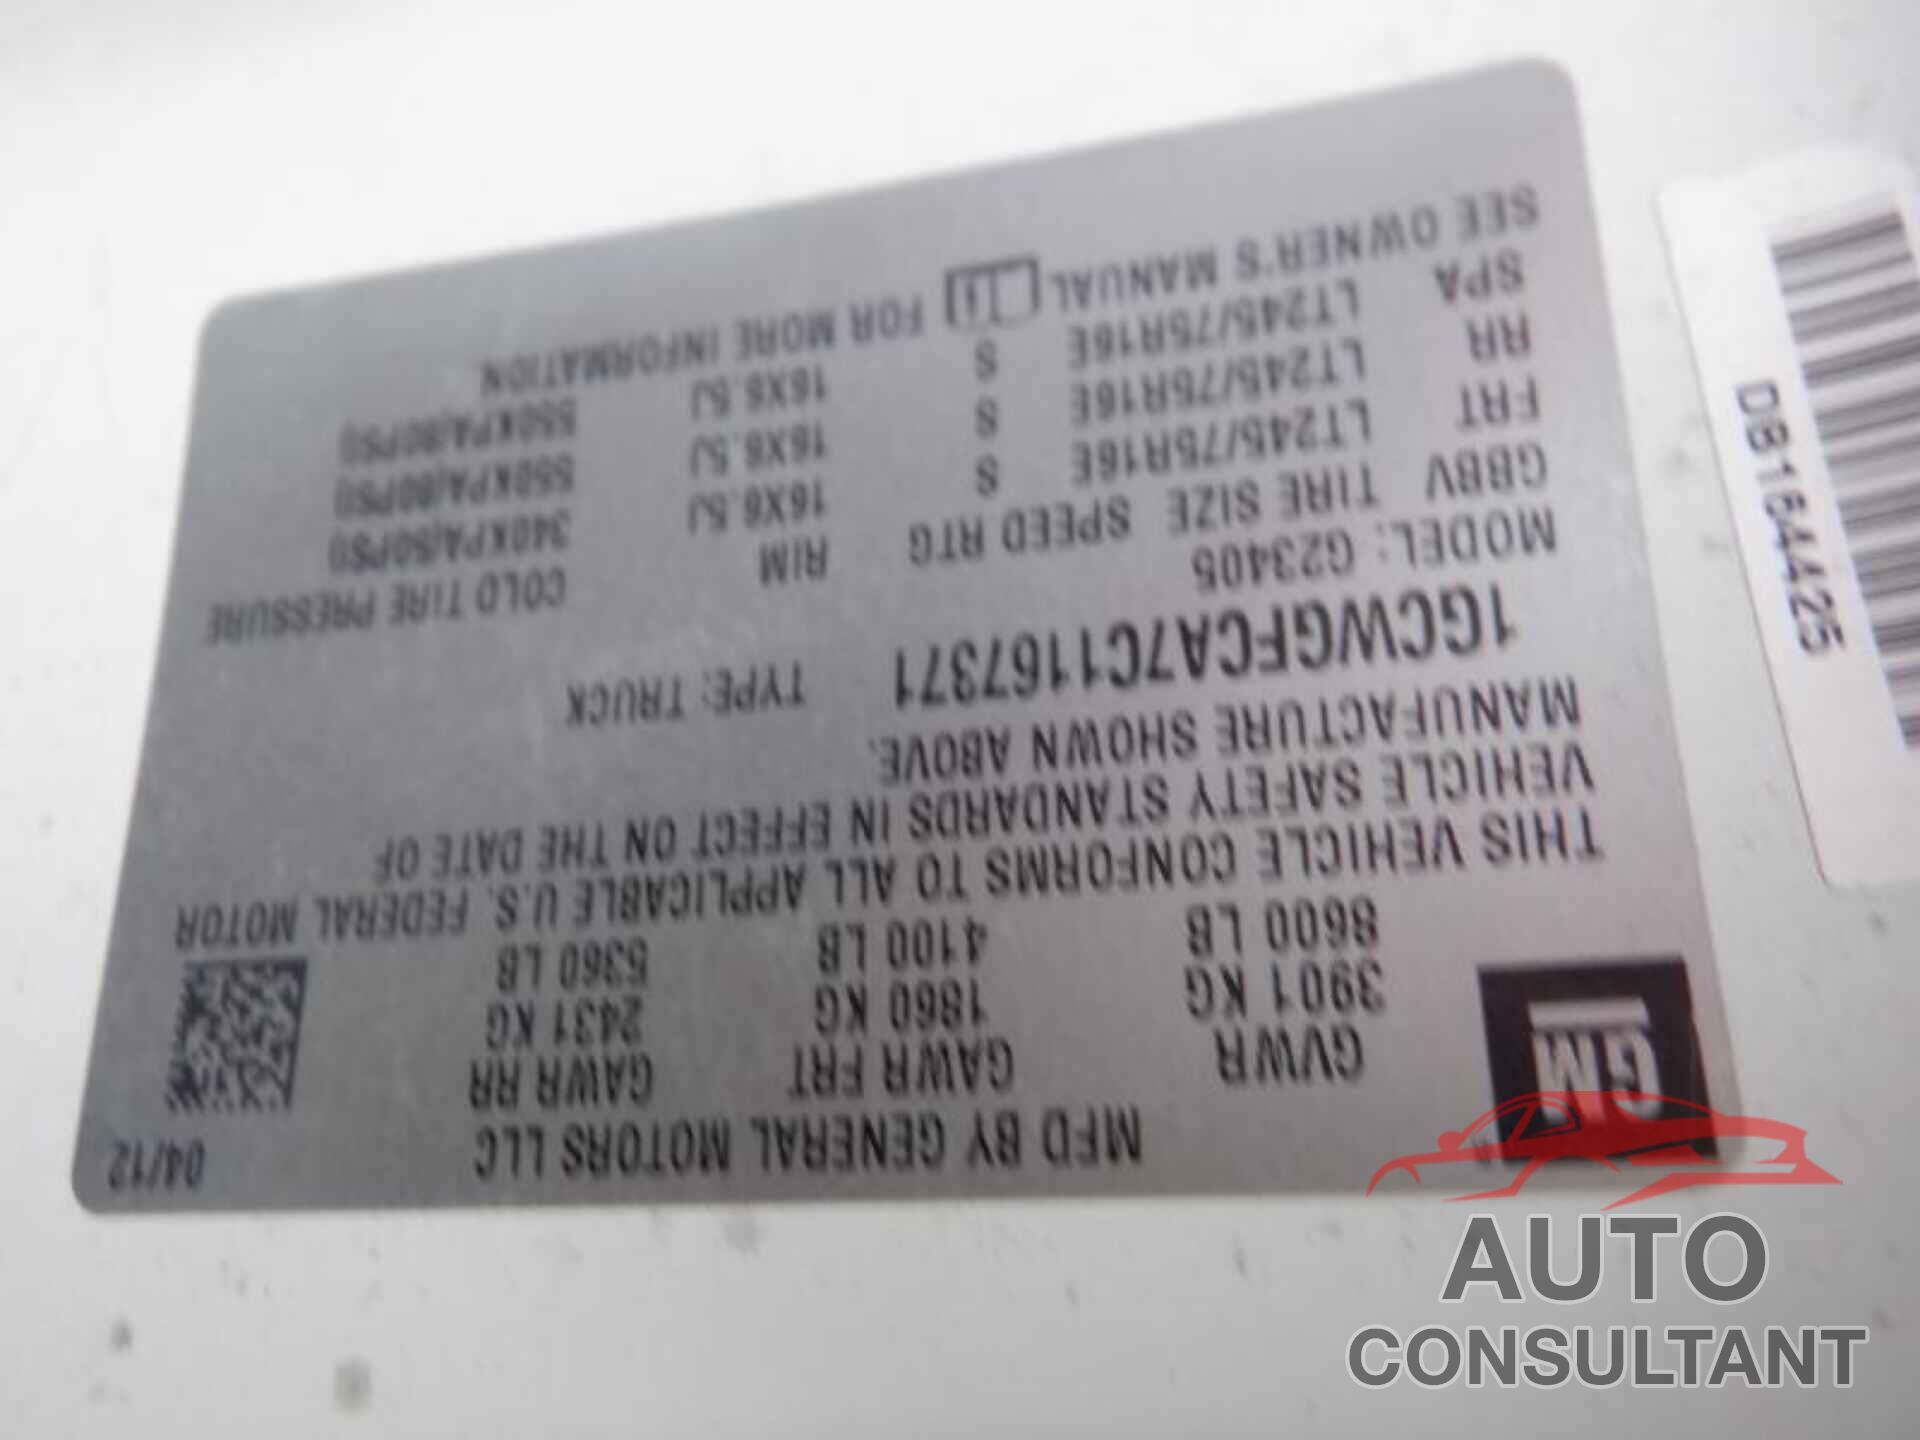 GM
MFD BY GENERAL MOTORS LLC 04/12
GVWR GAWR FRT GAWR RR
3901 KG 1860 KG 2431 KG
8600 LB 4100 LB 5360 LB
THIS VEHICLE CONFORMS TO ALL APPLICABLE U.S. FEDERAL MOTOR
VEHICLE SAFETY STANDARDS IN EFFECT ON THE DATE OF
MANUFACTURE SHOWN ABOVE.
1GCWGFCA7C1167371 TYPE: TRUCK
MODEL: G23405
GBBV TIRE SIZE SPEED RTG RIM COLD TIRE PRESSURE
FRT LT245/75R16E S 16X6.5J 340KPA(50PSI)
RR LT245/75R16E S 16X6.5J 550KPA(80PSI)
SPA LT245/75R16E S 16X6.5J 550KPA(80PSI)
SEE OWNER'S MANUAL FOR MORE INFORMATION.
DB164425
AUTO
CONSULTANT